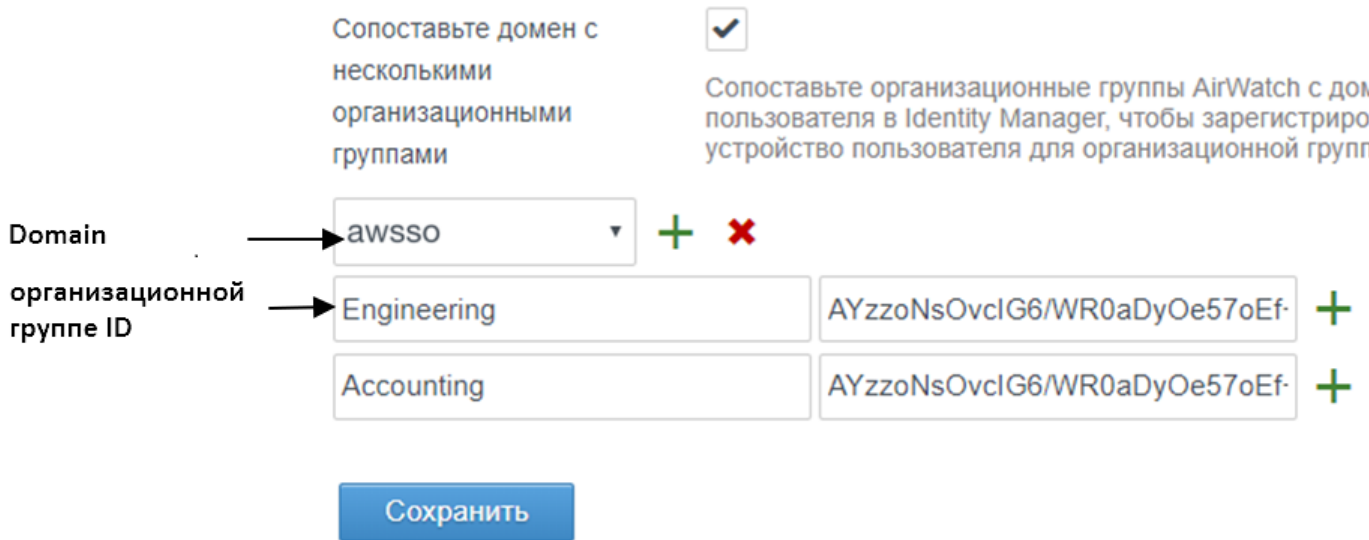 Сопоставьте домен с
несколькими
организационными
группами
Сопоставьте организационные группы AirWatch с дом
пользователя в Identity Manager, чтобы зарегистриро
устройство пользователя для организационной групп
Domain
awsso
организационной
группе ID
Engineering
AYzzoNsOvcIG6/WR0aDyOe57oEf-
Accounting
AYzzoNsOvcIG6/WR0aDyOe57oEf-
Сохранить